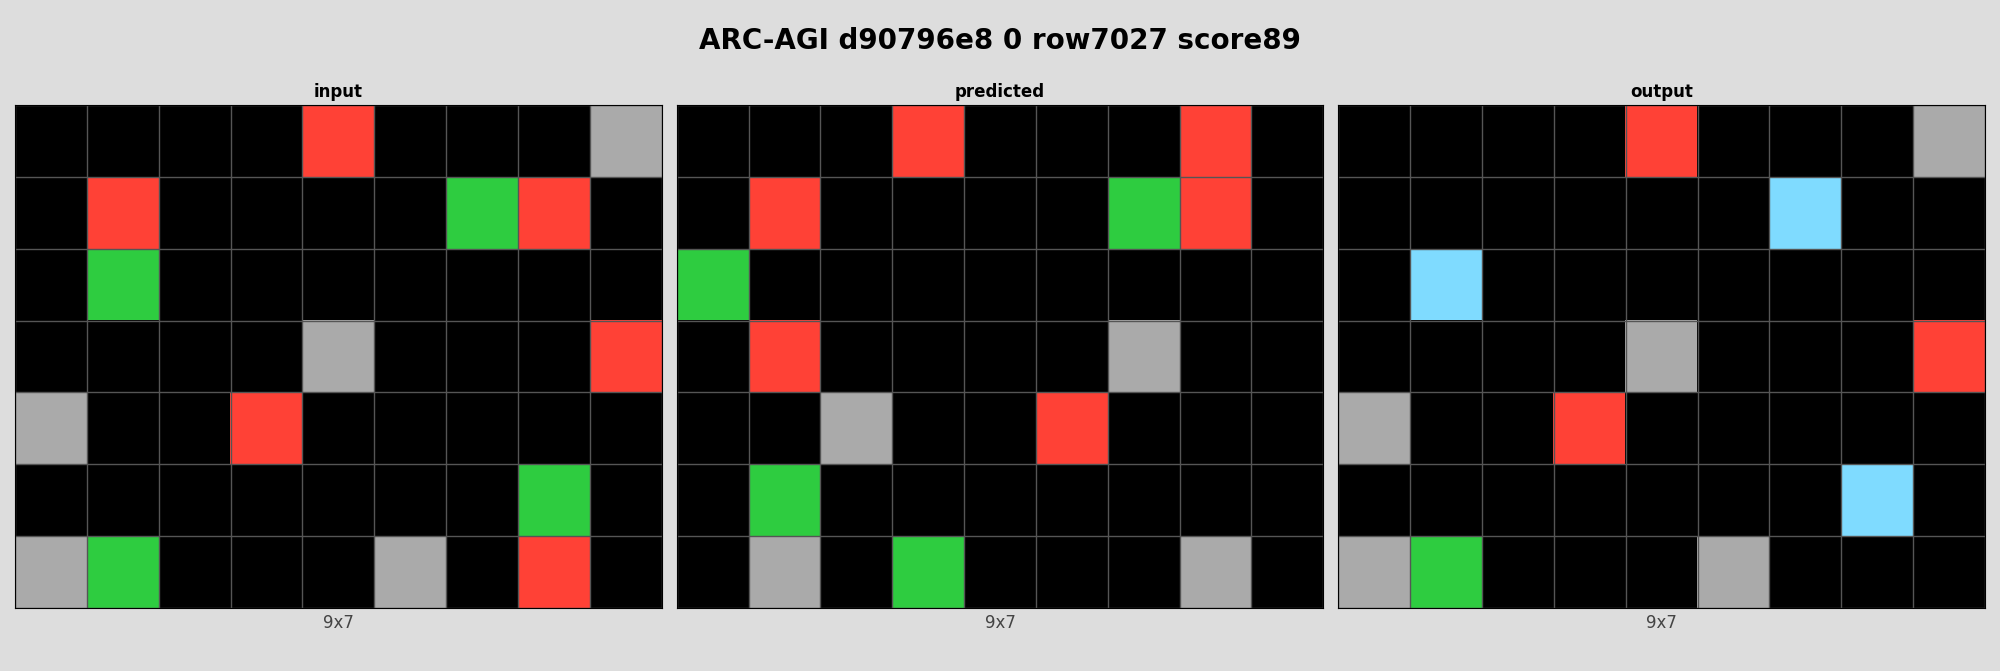 ARC-AGI d90796e8 0 row7027 score89
input
predicted
output
9x7
9x7
9x7